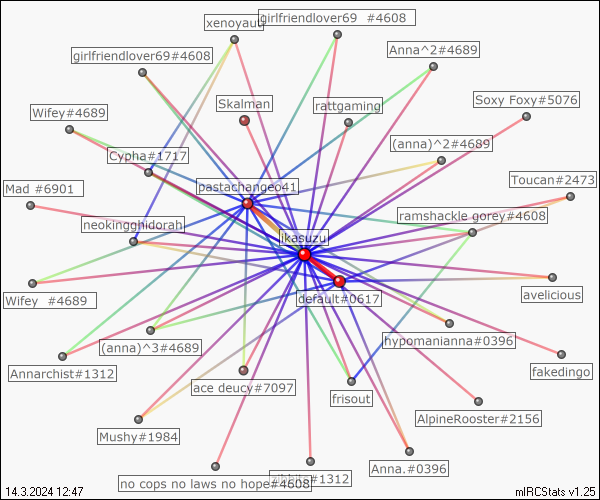 xenoyauu
girlfriendlover69 #4608
girlfriendlover69#4608
Anna^2#4689
Skalman
rattgaming
Soxy Foxy#5076
Wifey#4689
(anna)^2#4689
Cypha#1717
Toucan#2473
Mad #6901
pastachangeo41
ramshackle gorey#4608
neokingghidorah
ikasuzu
Wifey #4689
default#0617
avelicious
(anna)^3#4689
hypomanianna#0396
Annarchist#1312
fakedingo
ace deucy#7097
frisout
AlpineRooster#2156
Mushy#1984
Anna.#0396
no cops no laws no hope#4608
14.3.2024 12:47
mIRCStats v1.25